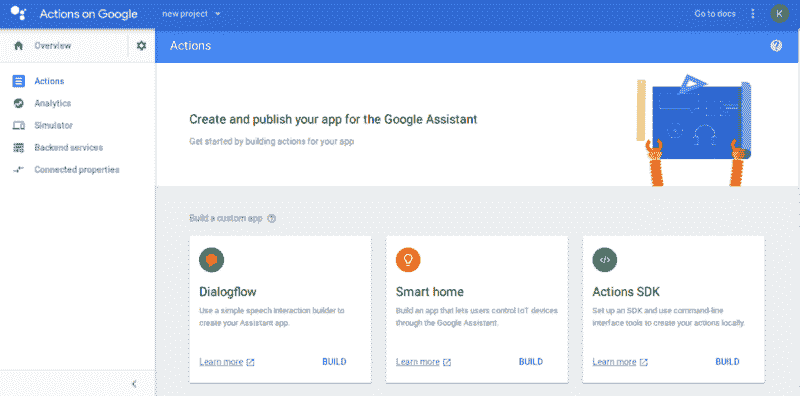 Actions on Google
new project
Go to docs
K
Overview
Actions
Analytics
Simulator
Backend services
Connected properties
Actions
Create and publish your app for the Google Assistant
Get started by building actions for your app
Build a custom app
Dialogflow
Use a simple speech interaction builder to
create your Assistant app.
Learn more
BUILD
Smart home
Build an app that lets users control IoT devices
through the Google Assistant.
Learn more
BUILD
Actions SDK
Set up an SDK and use command-line
interface tools to create your actions locally.
Learn more
BUILD